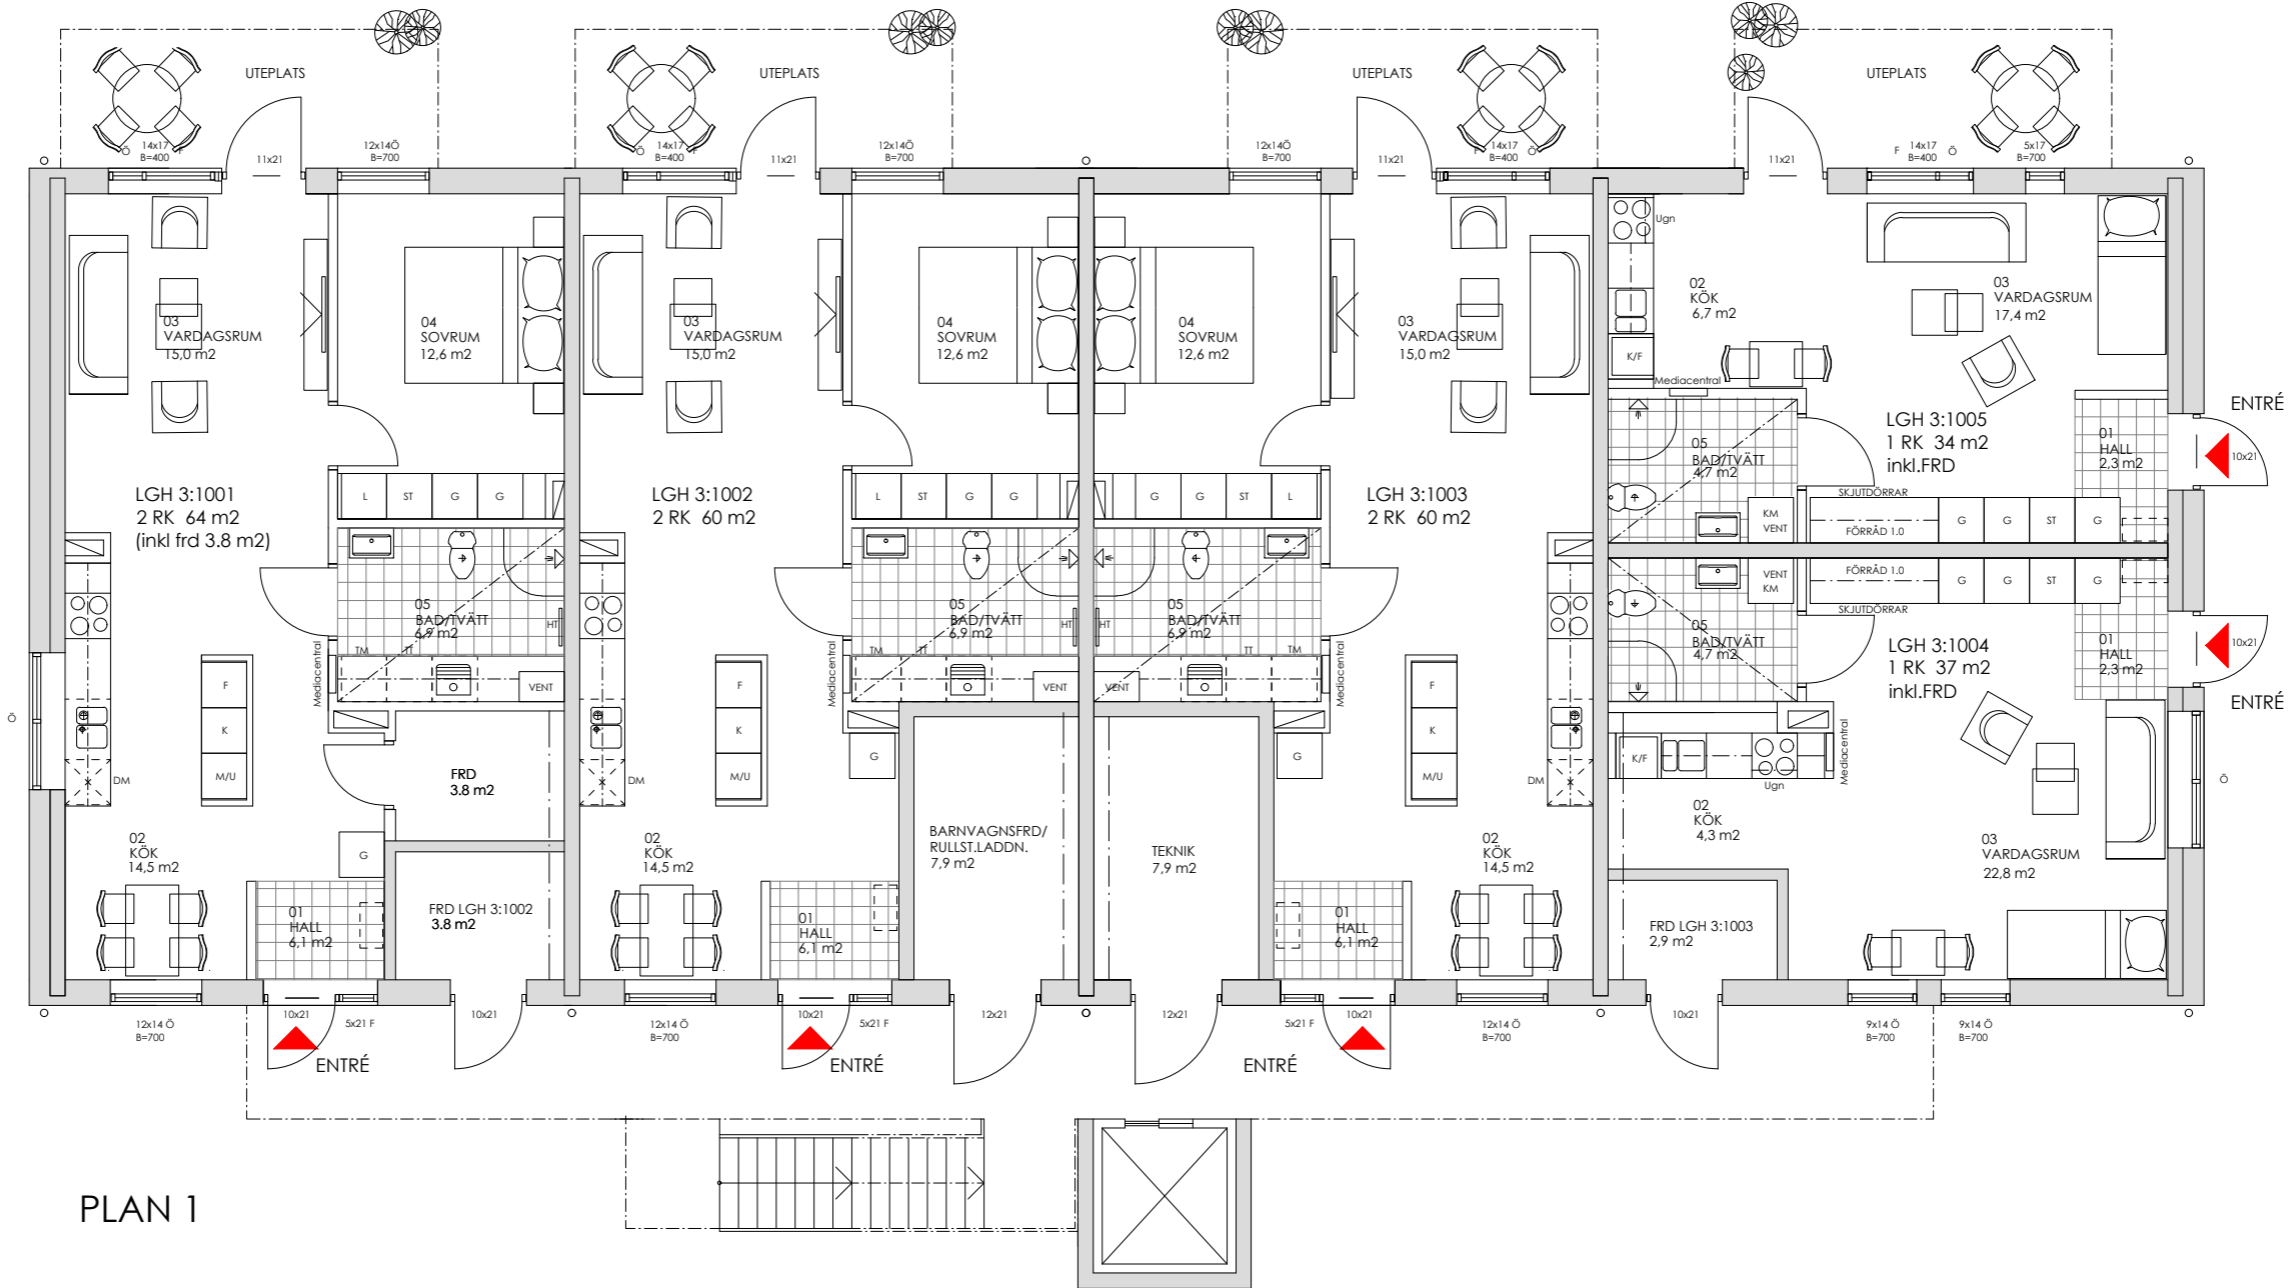 UTEPLATS
UTEPLATS
UTEPLATS
UTEPLATS
Ö
14x17
F
B=400
11x21
12x14Ö
B=700
Ö
14x17
F
B=400
11x21
12x14Ö
B=700
12x14Ö
B=700
11x21
F
14x17
Ö
B=400
11x21
F
14x17
Ö
B=400
5x17
B=700
03
VARDAGSRUM
15,0 m2
04
SOVRUM
12,6 m2
03
VARDAGSRUM
15,0 m2
04
SOVRUM
12,6 m2
04
SOVRUM
12,6 m2
03
VARDAGSRUM
15,0 m2
Ugn
02
KÖK
6,7 m2
K/F
Mediacentral
03
VARDAGSRUM
17,4 m2
LGH 3:1001
2 RK 64 m2
(inkl frd 3.8 m2)
L
ST
G
G
LGH 3:1002
2 RK 60 m2
L
ST
G
G
G
G
ST
L
LGH 3:1003
2 RK 60 m2
05
BAD/TVÄTT
4,7 m2
LGH 3:1005
1 RK 34 m2
inkl.FRD
01
HALL
2,3 m2
ENTRÉ
10x21
SKJUTDÖRRAR
KM
VENT
FÖRRÅD 1.0
G
G
ST
G
VENT
KM
FÖRRÅD 1.0
G
G
ST
G
SKJUTDÖRRAR
05
BAD/TVÄTT
6,9 m2
HT
TM
TT
VENT
Mediacentral
05
BAD/TVÄTT
6,9 m2
HT
TM
TT
VENT
Mediacentral
05
BAD/TVÄTT
6,9 m2
HT
TT
TM
VENT
Mediacentral
05
BAD/TVÄTT
4,7 m2
LGH 3:1004
1 RK 37 m2
inkl.FRD
01
HALL
2,3 m2
10x21
ENTRÉ
Ö
F
K
M/U
DM
FRD
3.8 m2
F
K
M/U
DM
G
G
F
K
M/U
DM
K/F
Ugn
Mediacentral
Ö
02
KÖK
14,5 m2
G
02
KÖK
14,5 m2
BARNVAGNSFRD/
RULLST.LADDN.
7,9 m2
TEKNIK
7,9 m2
02
KÖK
14,5 m2
02
KÖK
4,3 m2
03
VARDAGSRUM
22,8 m2
01
HALL
6,1 m2
FRD LGH 3:1002
3.8 m2
01
HALL
6,1 m2
01
HALL
6,1 m2
FRD LGH 3:1003
2,9 m2
12x14 Ö
B=700
10x21
5x21 F
10x21
12x14 Ö
B=700
10x21
5x21 F
12x21
12x21
5x21 F
10x21
12x14 Ö
B=700
10x21
9x14 Ö
B=700
9x14 Ö
B=700
ENTRÉ
ENTRÉ
ENTRÉ
PLAN 1